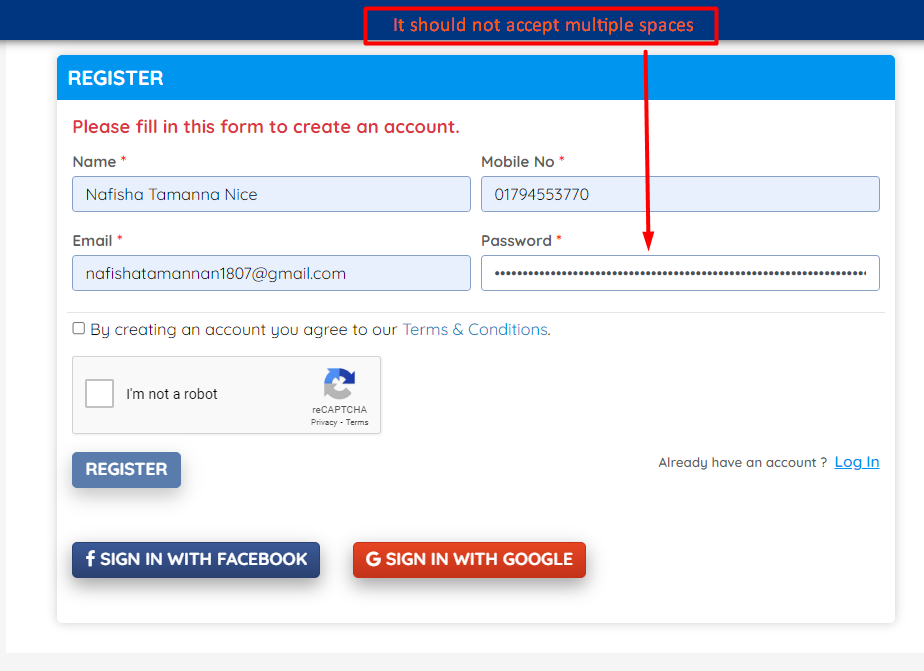 It should not accept multiple spaces
REGISTER
Please fill in this form to create an account.
Name * Mobile No *
Nafisha Tamanna Nice 01794553770
Email * Password *
nafishatamannan1807@gmail.com
By creating an account you agree to our Terms & Conditions.
I'm not a robot
reCAPTCHA
Privacy - Terms
REGISTER
Already have an account ? Log In
f SIGN IN WITH FACEBOOK
G SIGN IN WITH GOOGLE